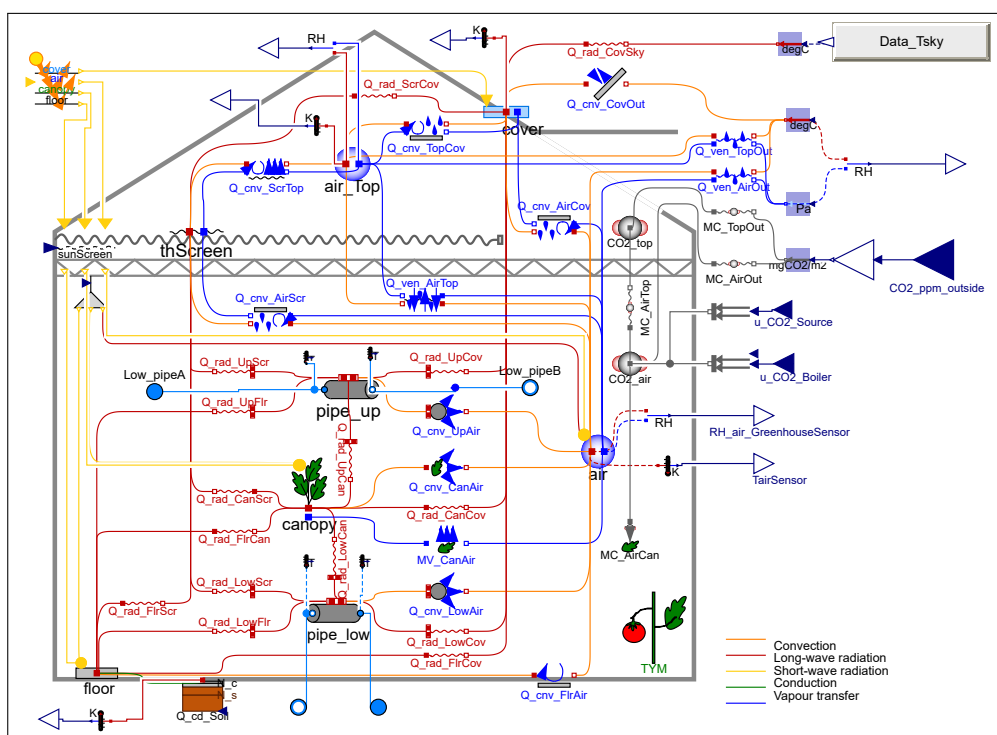 K
RH
degC
Data_Tsky
Q_rad_CovSky
cover
air
canopy
floor
Q_rad_ScrCov
Q_cnv_CovOut
K
cover
degC
Q_cnv_TopCov
Q_ven_TopOut
RH
Q_cnv_ScrTop
air_Top
Q_ven_AirOut
Pa
Q_cnv_AirCov
CO2_top
MC_TopOut
sunScreen
thScreen
MC_AirOut
mgCO2/m2
CO2_ppm_outside
Q_ven_AirTop
MC_AirTop
Q_cnv_AirScr
u_CO2_Source
Q_rad_UpScr
Q_rad_UpCov
CO2_air
u_CO2_Boiler
Low_pipeA
Low_pipeB
Q_rad_UpFlr
pipe_up
Q_cnv_UpAir
RH
RH_air_GreenhouseSensor
Q_rad_UpCan
air
K
TairSensor
Q_cnv_CanAir
Q_rad_CanScr
Q_rad_CanCov
canopy
Q_rad_FlrCan
Q_rad_LowCan
MV_CanAir
MC_AirCan
Q_rad_LowScr
Q_rad_FlrScr
Q_cnv_LowAir
Q_rad_LowFlr
pipe_low
Q_rad_LowCov
Q_rad_FlrCov
TYM
Convection
Long-wave radiation
Short-wave radiation
Conduction
Vapour transfer
floor
N_c
N_s
Q_cnv_FlrAir
K
Q_cd_Soil